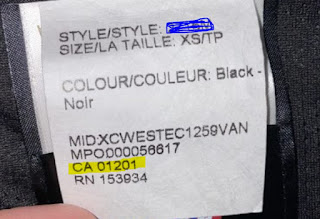 STYLE/STYLE:
SIZE/LA TAILLE: XS/TP
COLOUR/COULEUR: Black -
Noir
MID:XCWESTEC1259VAN
MPO000056617
CA 01201
RN 153934